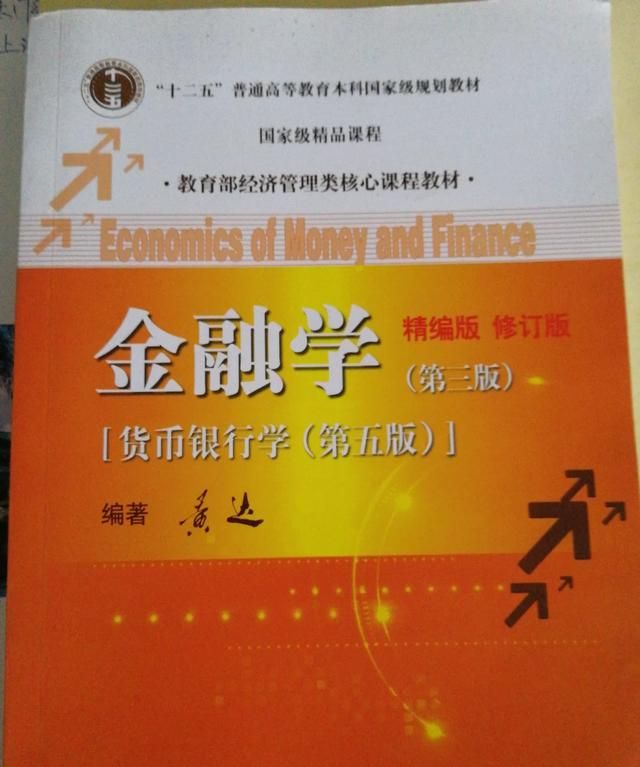 十二五
“十二五”普通高等教育本科国家级规划教材
国家级精品课程
·教育部经济管理类核心课程教材·
Economics of Money and Finance
金融学 精编版 修订版
（第三版）
［货币银行学（第五版）］
编著 黄达